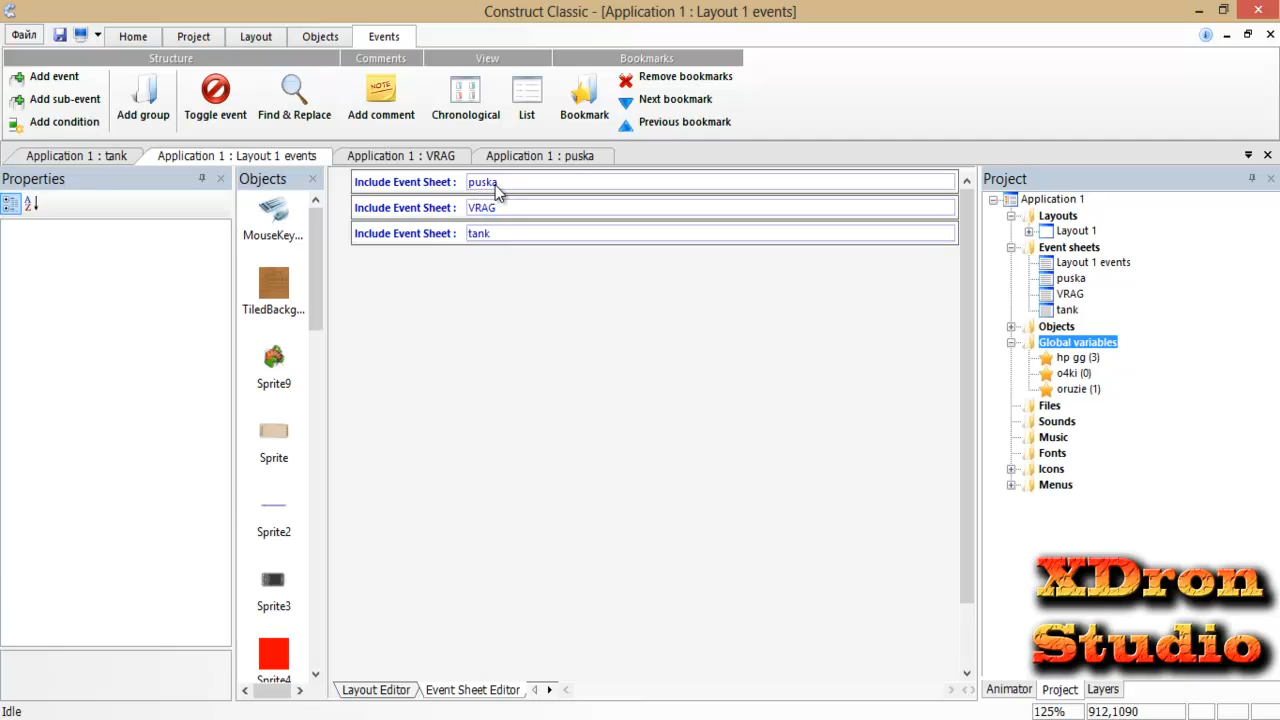 Construct Classic - [Application 1 : Layout 1 events]
Файл
Home
Project
Layout
Objects
Events
Structure
Comments
View
Bookmarks
Add event
Add sub-event
Add condition
Add group
Toggle event
Find & Replace
NOTE
Add comment
Chronological
List
Bookmark
Remove bookmarks
Next bookmark
Previous bookmark
Application 1 : tank
Application 1 : Layout 1 events
Application 1 : VRAG
Application 1 : puska
Properties
Objects
MouseKey...
TiledBackg...
Sprite9
Sprite
Sprite2
Sprite3
Sprite4
Include Event Sheet : puska
Include Event Sheet : VRAG
Include Event Sheet : tank
Project
Application 1
Layouts
Layout 1
Event sheets
Layout 1 events
puska
VRAG
tank
Objects
Global variables
hp gg (3)
o4ki (0)
oruzie (1)
Files
Sounds
Music
Fonts
Icons
Menus
XDron
Studio
Layout Editor
Event Sheet Editor
Animator
Project
Layers
Idle
125%
912,1090